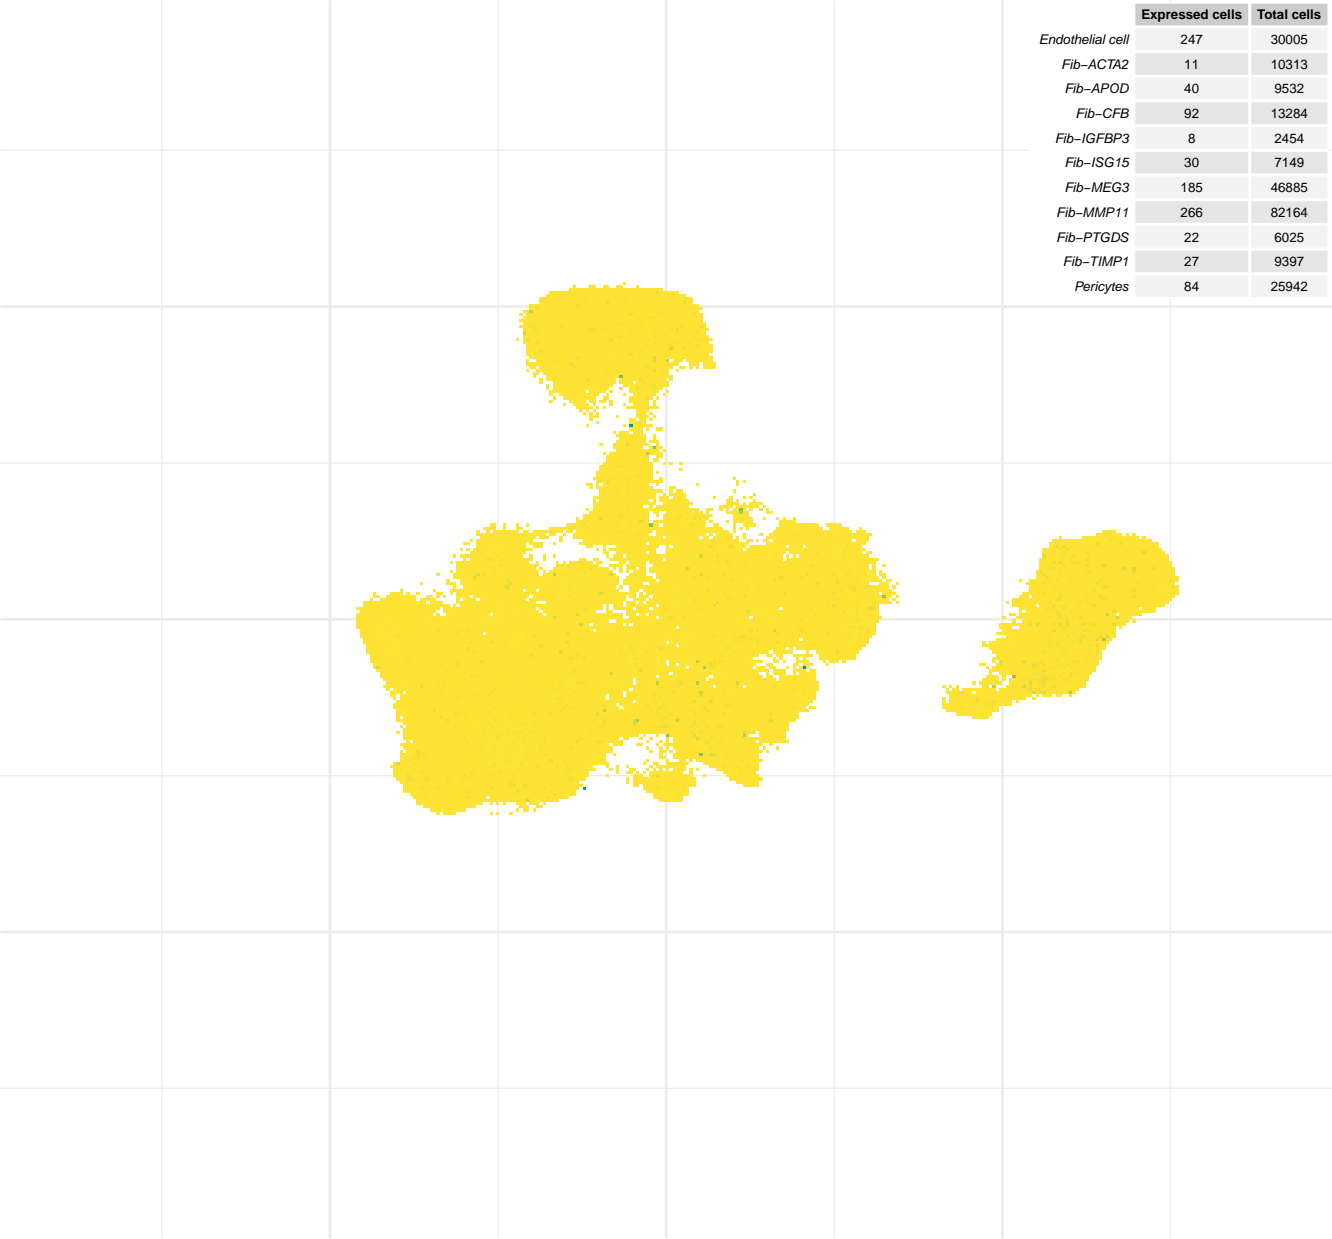 Expressed cells Total cells
Endothelial cell 247 30005
Fib−ACTA2 11 10313
Fib−APOD 40 9532
Fib−CFB 92 13284
Fib−IGFBP3 8 2454
Fib−ISG15 30 7149
Fib−MEG3 185 46885
Fib−MMP11 266 82164
Fib−PTGDS 22 6025
Fib−TIMP1 27 9397
Pericytes 84 25942